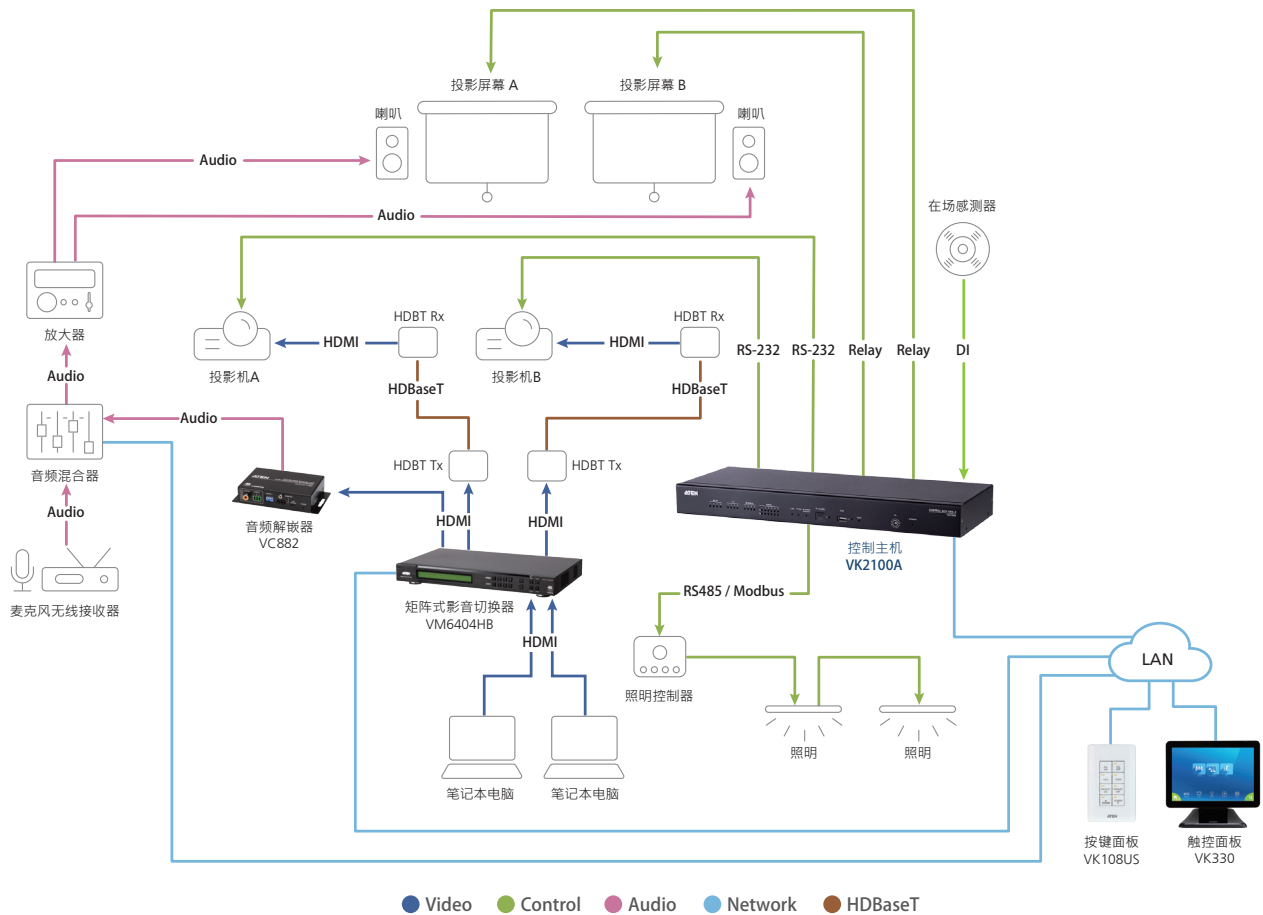 投影屏幕 A
投影屏幕 B
喇叭
喇叭
Audio
Audio
在场感测器
放大器
HDBT Rx
HDBT Rx
HDMI
HDMI
RS-232
RS-232
Relay
Relay
DI
投影机A
投影机B
Audio
HDBaseT
HDBaseT
Audio
音频混合器
HDBT Tx
HDBT Tx
ATEN
ATEN
Audio
音频解嵌器
VC882
HDMI
HDMI
控制主机
VK2100A
麦克风无线接收器
矩阵式影音切换器
VM6404HB
RS485 / Modbus
HDMI
LAN
照明控制器
照明
照明
笔记本电脑
笔记本电脑
ATEN
按键面板
VK108US
触控面板
VK330
Video
Control
Audio
Network
HDBaseT